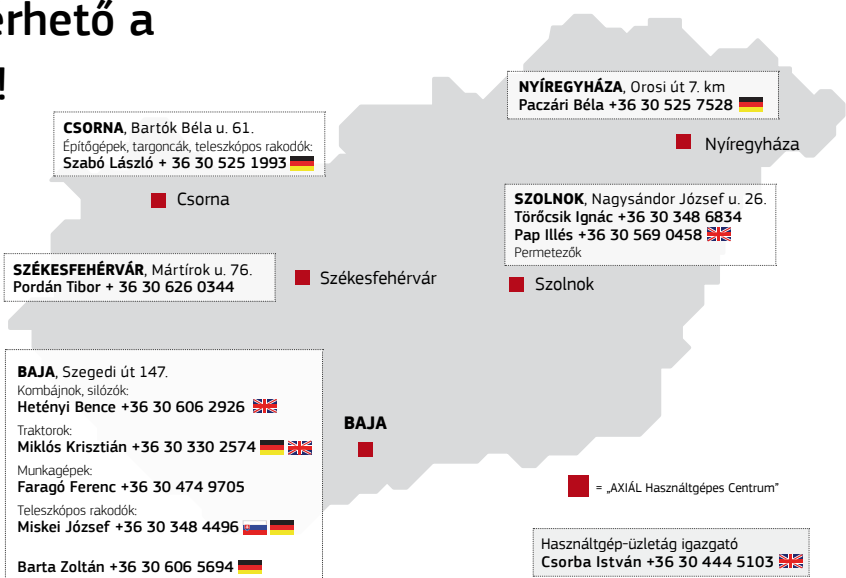 erhető a
!
NYÍREGYHÁZA, Orosi út 7. km
Paczári Béla +36 30 525 7528
Nyíregyháza
CSORNA, Bartók Béla u. 61.
Építőgépek, targoncák, teleszkópos rakodók:
Szabó László + 36 30 525 1993
Csorna
SZOLNOK, Nagysándor József u. 26.
Törőcsik Ignác +36 30 348 6834
Pap Illés +36 30 569 0458
Permetezők
Szolnok
SZÉKESFEHÉRVÁR, Mártírok u. 76.
Pordán Tibor + 36 30 626 0344
Székesfehérvár
BAJA, Szegedi út 147.
Kombájnok, silózók:
Hetényi Bence +36 30 606 2926
Traktorok:
Miklós Krisztián +36 30 330 2574
Munkagépek:
Faragó Ferenc +36 30 474 9705
Teleszkópos rakodók:
Miskei József +36 30 348 4496
Barta Zoltán +36 30 606 5694
BAJA
= „AXIÁL Használtgépes Centrum"
Használtgép-üzletág igazgató
Csorba István +36 30 444 5103